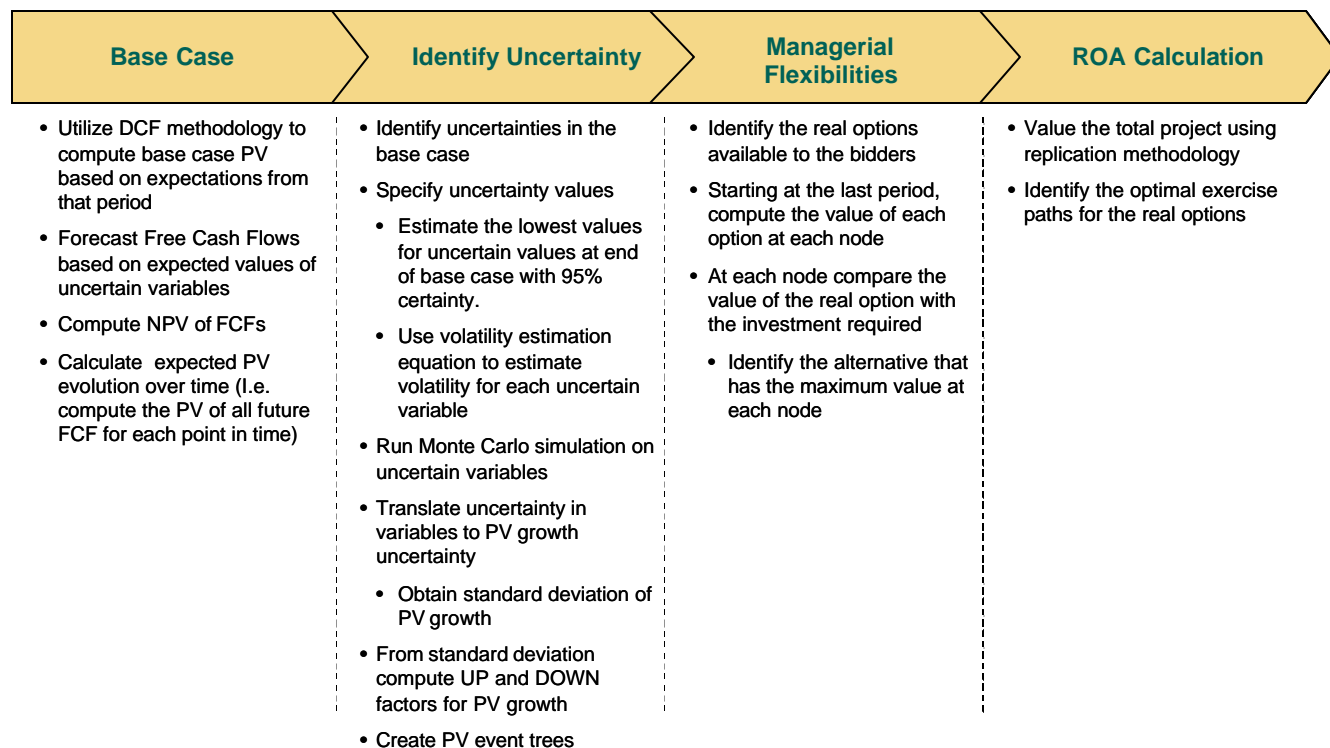 Base Case
Identify Uncertainty
Managerial
Flexibilities
ROA Calculation
• Utilize DCF methodology to
compute base case PV
based on expectations from
that period
• Forecast Free Cash Flows
based on expected values of
uncertain variables
• Compute NPV of FCFs
• Calculate expected PV
evolution over time (I.e.
compute the PV of all future
FCF for each point in time)
• Identify uncertainties in the
base case
• Specify uncertainty values
• Estimate the lowest values
for uncertain values at end
of base case with 95%
certainty.
• Use volatility estimation
equation to estimate
volatility for each uncertain
variable
• Run Monte Carlo simulation on
uncertain variables
• Translate uncertainty in
variables to PV growth
uncertainty
• Obtain standard deviation of
PV growth
• From standard deviation
compute UP and DOWN
factors for PV growth
• Create PV event trees
• Identify the real options
available to the bidders
• Starting at the last period,
compute the value of each
option at each node
• At each node compare the
value of the real option with
the investment required
• Identify the alternative that
has the maximum value at
each node
• Value the total project using
replication methodology
• Identify the optimal exercise
paths for the real options